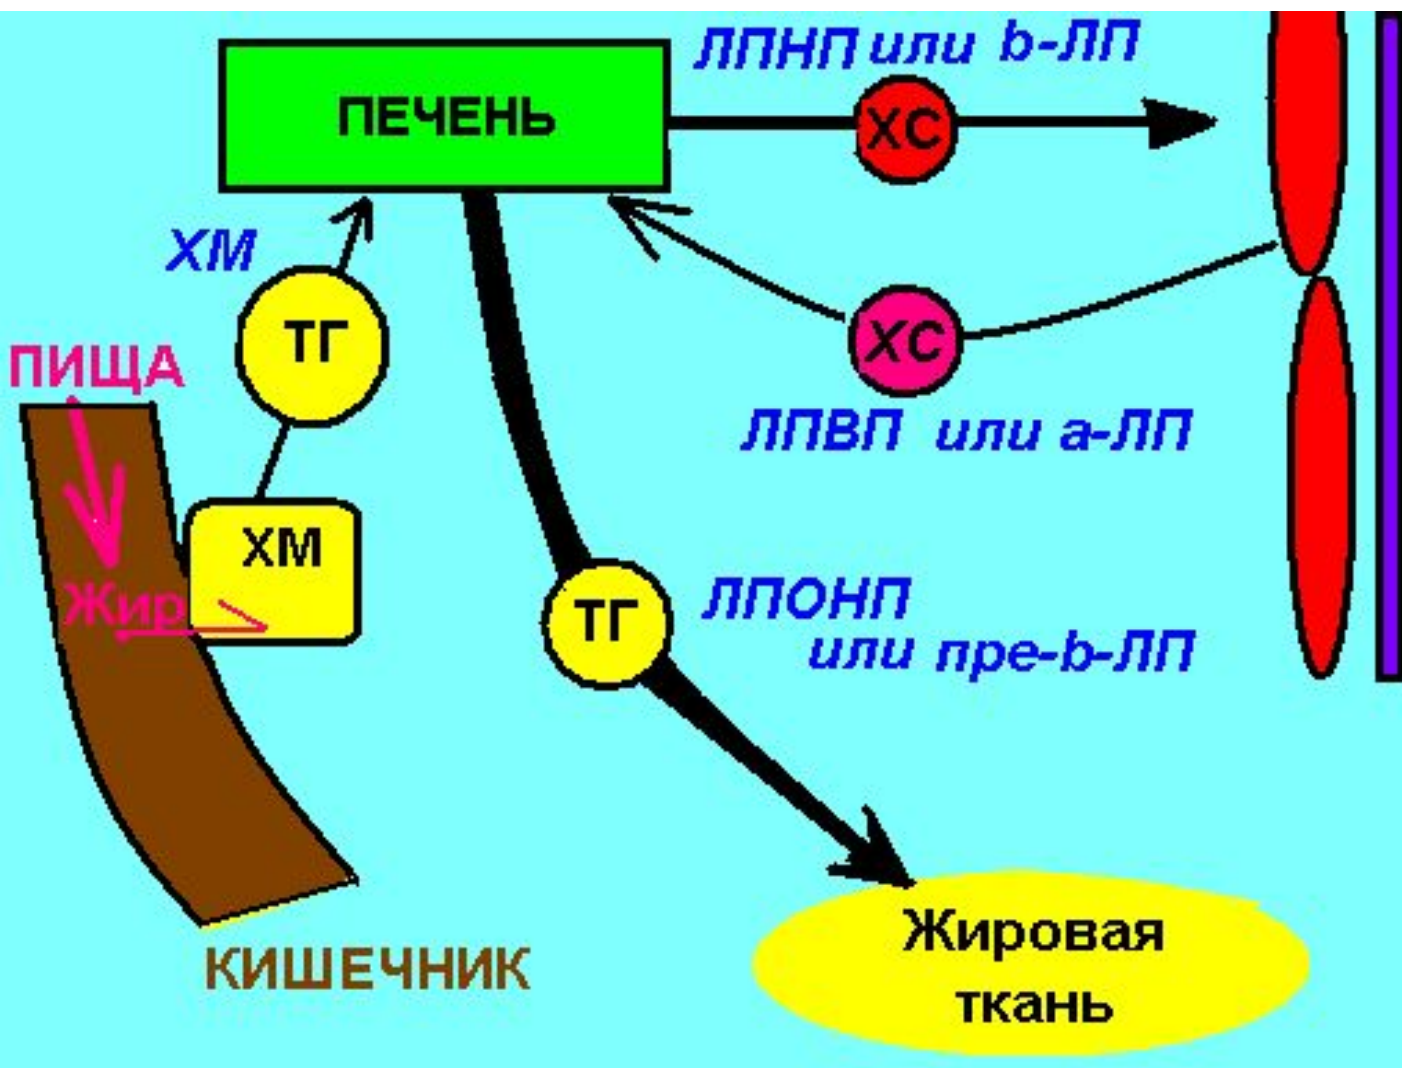 ЛПНП или b-ЛП
ПЕЧЕНЬ
ХС
ХМ
ТГ
ХС
ПИЩА
ЛПВП или a-ЛП
ХМ
Жир
ТГ
ЛПОНП
или пре-b-ЛП
Жировая
ткань
КИШЕЧНИК